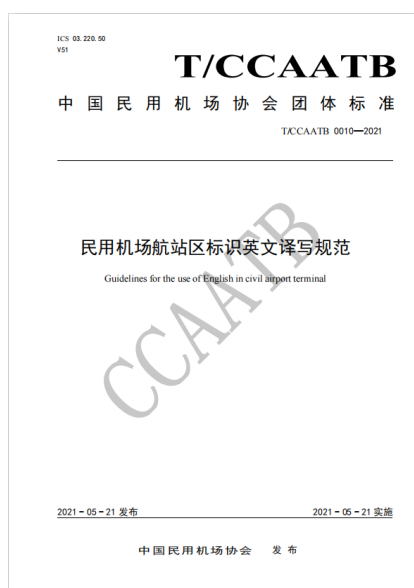 ICS 03.220.50
V51
T/CCAATB
中国民用机场协会团体标准
T/CCAATB 0010—2021
民用机场航站区标识英文译写规范
Guidelines for the use of English in civil airport terminal
CCAATB
2021-05-21 发布
2021-05-21 实施
中国民用机场协会 发布